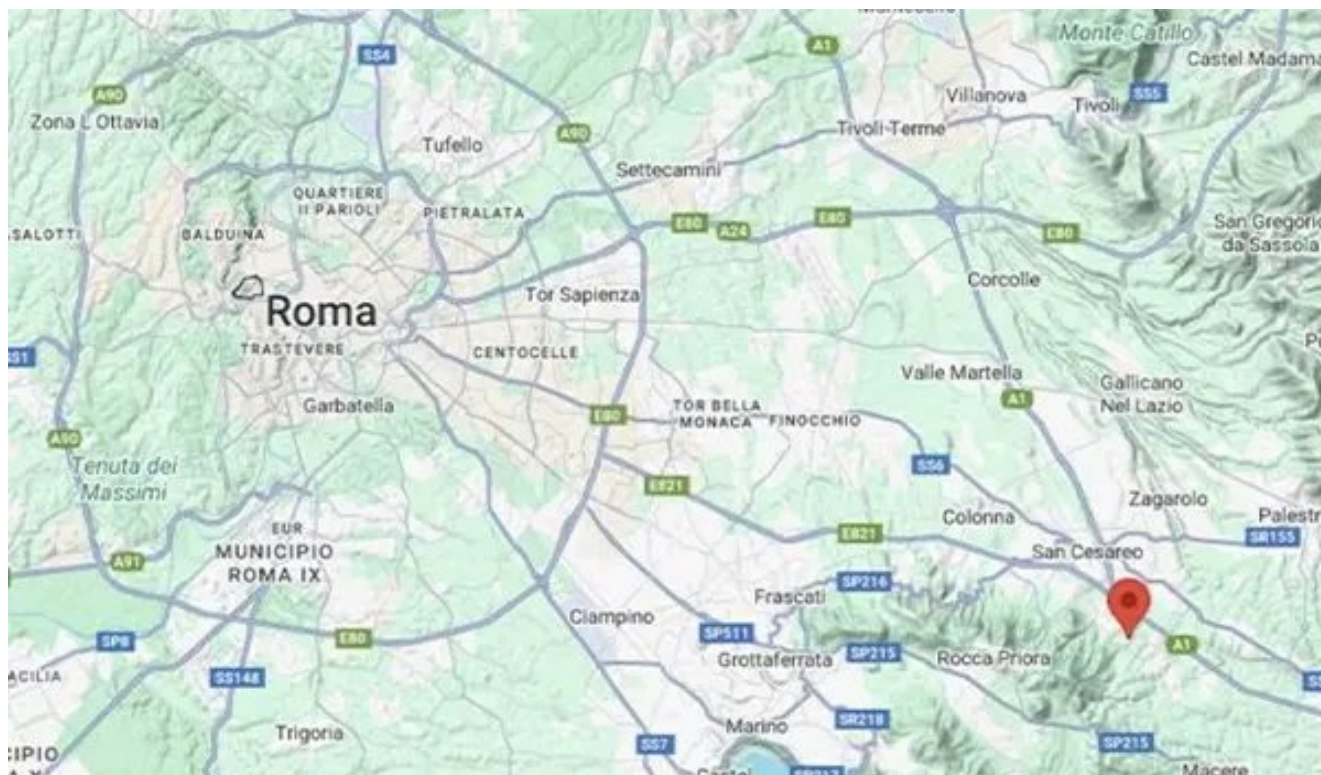 Monte Catillo
SS4
A1
Castel Madama
A90
Villanova
SS5
Tivoli
Zona L Ottavia
A90
Tivoli-Terme
Tufello
Settecamini
QUARTIERE
II PARIOLI
PIETRALATA
E80
A24
E80
E80
San Gregorio
da Sassola
BALDUINA
Corcolle
Roma
Tor Sapienza
TRASTEVERE
CENTOCELLE
SS1
Valle Martella
Gallicano
Nel Lazio
Garbatella
E80
TOR BELLA
MONACA
FINOCCHIO
A1
A90
Tenuta dei
Massimi
SS6
E821
Zagarolo
Colonna
Palestr
EUR
MUNICIPIO
ROMA IX
E821
SR155
San Cesareo
A91
SP216
Frascati
Ciampino
SP8
E80
SP511
Grottaferrata
SP215
Rocca Priora
A1
ACILIA
SS148
SR218
Marino
Trigoria
SS7
SP215
CIPIO
Macere